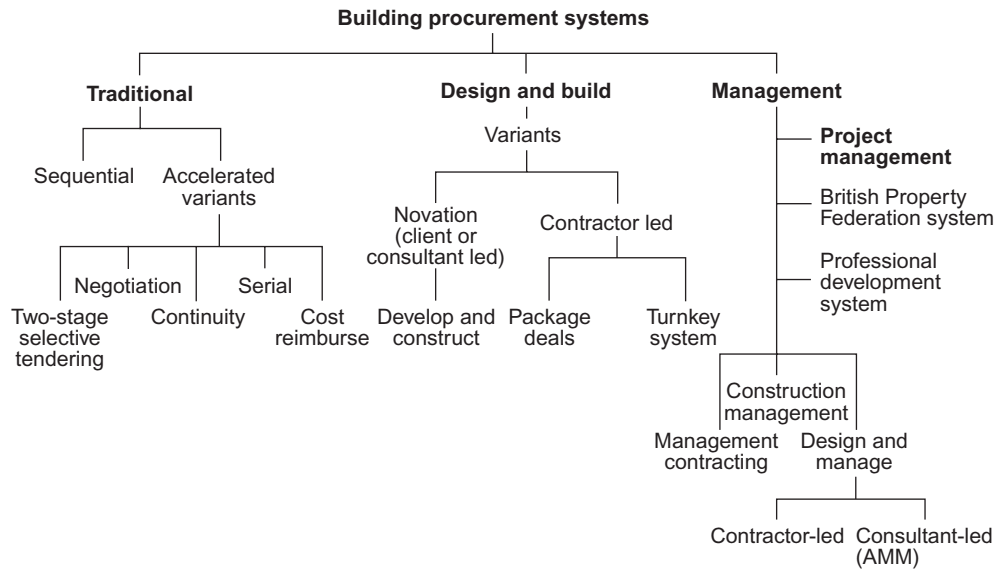 Building procurement systems
Traditional
Design and build
Management
Variants
Project
management
Sequential
Accelerated
variants
British Property
Federation system
Novation
(client or
consultant led)
Contractor led
Professional
development
system
Negotiation
Serial
Two-stage
selective
tendering
Continuity
Cost
reimburse
Develop and
construct
Package
deals
Turnkey
system
Construction
management
Management
contracting
Design and
manage
Contractor-led
Consultant-led
(AMM)